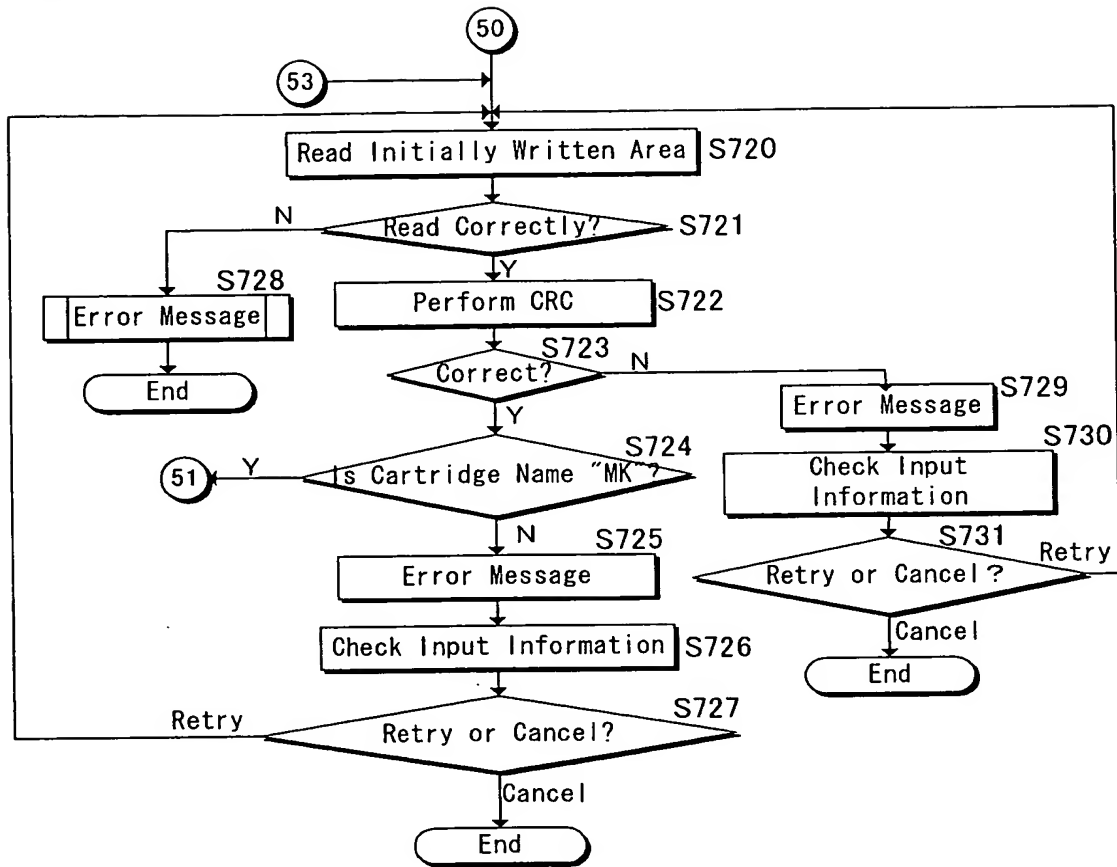 50
53
Read Initially Written Area S720
N
Read Correctly? S721
Y
S728
Error Message
End
Perform CRC S722
S723
Correct?
N
Y
S729
Error Message
S730
Check Input
Information
S724
Y
51
Is Cartridge Name "MK"?
N
S725
Error Message
S731
Retry or Cancel?
Retry
Cancel
End
Check Input Information S726
S727
Retry
Retry or Cancel?
Cancel
End